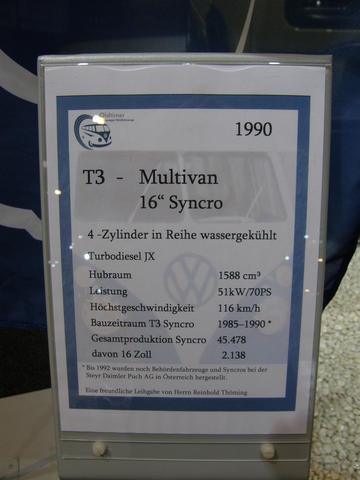 Oldtimer
1990
T3 - Multivan
16" Syncro
4 -Zylinder in Reihe wassergekühlt
Turbodiesel JX
Hubraum 1588 cm³
Leistung 51kW/70PS
Höchstgeschwindigkeit 116 km/h
Bauzeitraum T3 Syncro 1985–1990 *
Gesamtproduktion Syncro 45.478
davon 16 Zoll 2.138
* Bis 1992 wurden noch Behördenfahrzeuge und Syncros bei der
Steyr Daimler Puch AG in Österreich hergestellt.
Eine freundliche Leihgabe von Herrn Reinhold Thöming